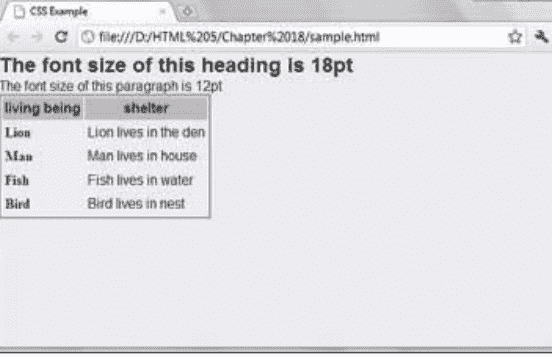 CSS Example
file:///D:/HTML%205/Chapter%2018/sample.html
The font size of this heading is 18pt
The font size of this paragraph is 12pt
living being shelter
Lion Lion lives in the den
Man Man lives in house
Fish Fish lives in water
Bird Bird lives in nest